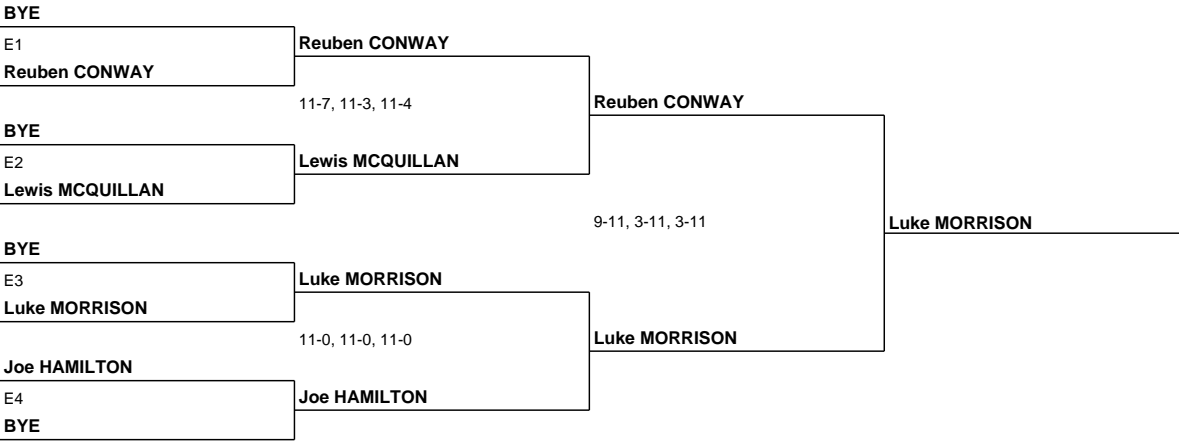 BYE
E1
Reuben CONWAY
Reuben CONWAY
11-7, 11-3, 11-4
Reuben CONWAY
BYE
E2
Lewis MCQUILLAN
Lewis MCQUILLAN
9-11, 3-11, 3-11
Luke MORRISON
BYE
E3
Luke MORRISON
Luke MORRISON
11-0, 11-0, 11-0
Luke MORRISON
Joe HAMILTON
E4
Joe HAMILTON
BYE